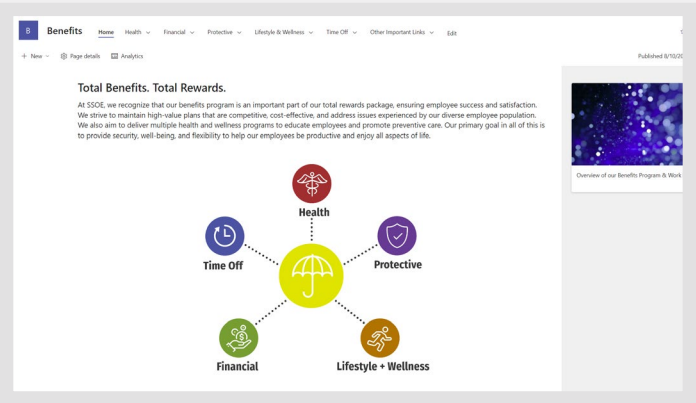 B Benefits Home Health Financial Protective Lifestyle & Wellness Time Off Other Important Links Edit
+ New Page details Analytics
Published 8/10/20
Total Benefits. Total Rewards.
At SSOE, we recognize that our benefits program is an important part of our total rewards package, ensuring employee success and satisfaction.
We strive to maintain high-value plans that are competitive, cost-effective, and address issues experienced by our diverse employee population.
We also aim to deliver multiple health and wellness programs to educate employees and promote preventive care. Our primary goal in all of this is
to provide security, well-being, and flexibility to help our employees be productive and enjoy all aspects of life.
Overview of our Benefits Program & Work
Health
Time Off
Protective
Financial
Lifestyle + Wellness